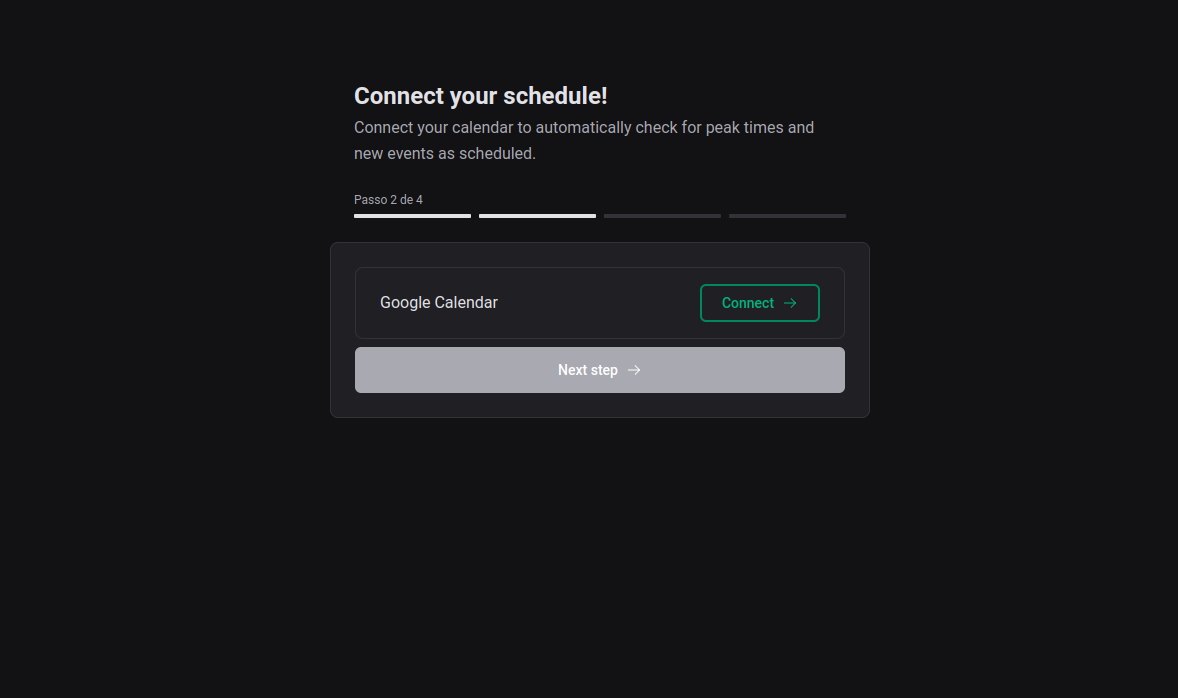 Connect your schedule!
Connect your calendar to automatically check for peak times and
new events as scheduled.
Passo 2 de 4
Google Calendar
Connect →
Next step →